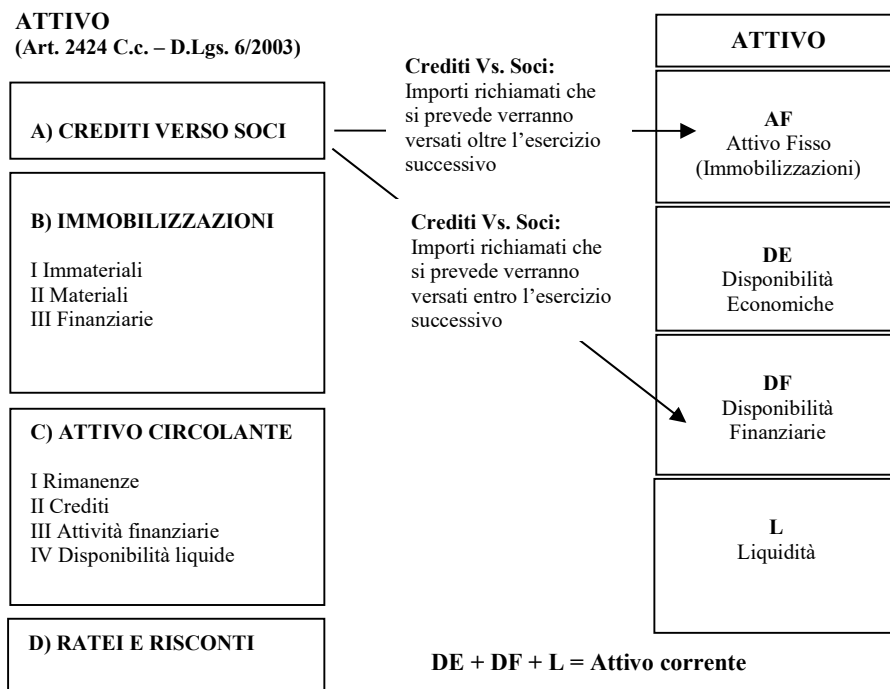 ATTIVO
(Art. 2424 C.c. – D.Lgs. 6/2003)
A) CREDITI VERSO SOCI
B) IMMOBILIZZAZIONI
I Immateriali
II Materiali
III Finanziarie
C) ATTIVO CIRCOLANTE
I Rimanenze
II Crediti
III Attività finanziarie
IV Disponibilità liquide
D) RATEI E RISCONTI
Crediti Vs. Soci:
Importi richiamati che
si prevede verranno
versati oltre l’esercizio
successivo
Crediti Vs. Soci:
Importi richiamati che
si prevede verranno
versati entro l’esercizio
successivo
ATTIVO
AF
Attivo Fisso
(Immobilizzazioni)
DE
Disponibilità
Economiche
DF
Disponibilità
Finanziarie
L
Liquidità
DE + DF + L = Attivo corrente